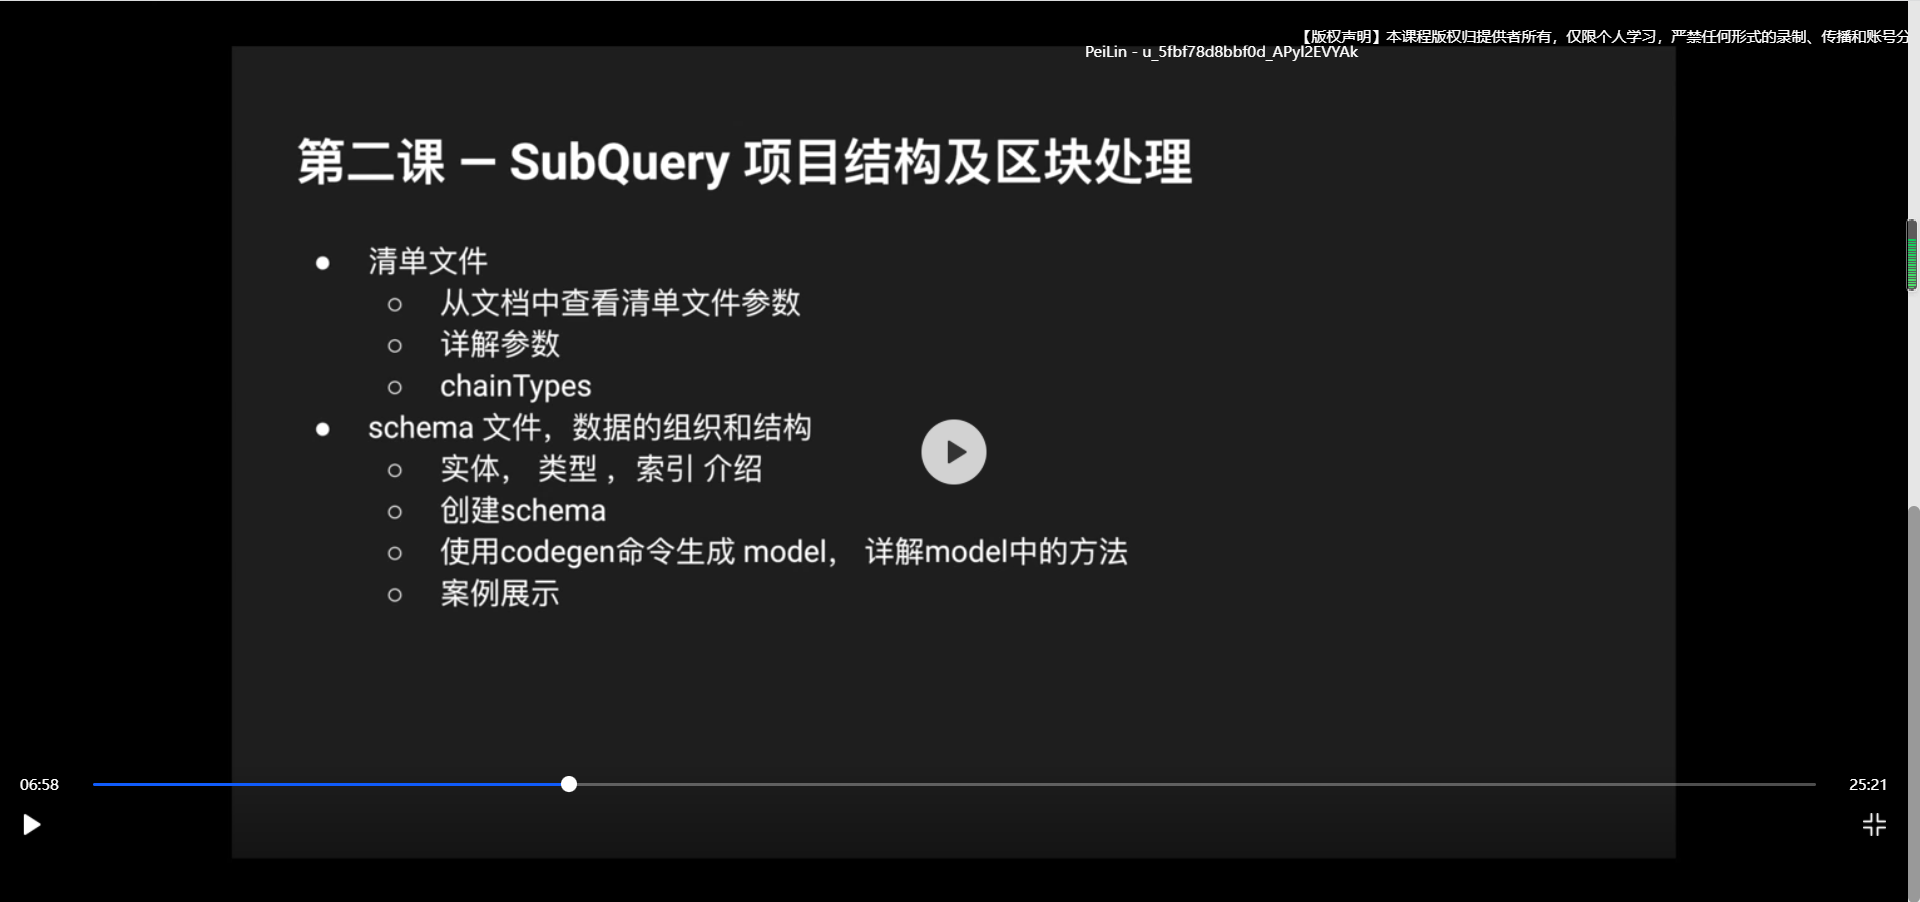 【版权声明】本课程版权归提供者所有，仅限个人学习，严禁任何形式的录制、传播和账号分
PeiLin - u_5fbf78d8bbf0d_APyl2EVYAk
第二课 — SubQuery 项目结构及区块处理
● 清单文件
○ 从文档中查看清单文件参数
○ 详解参数
○ chainTypes
● schema 文件，数据的组织和结构
○ 实体， 类型 ，索引 介绍
○ 创建schema
○ 使用codegen命令生成 model， 详解model中的方法
○ 案例展示
06:58
25:21